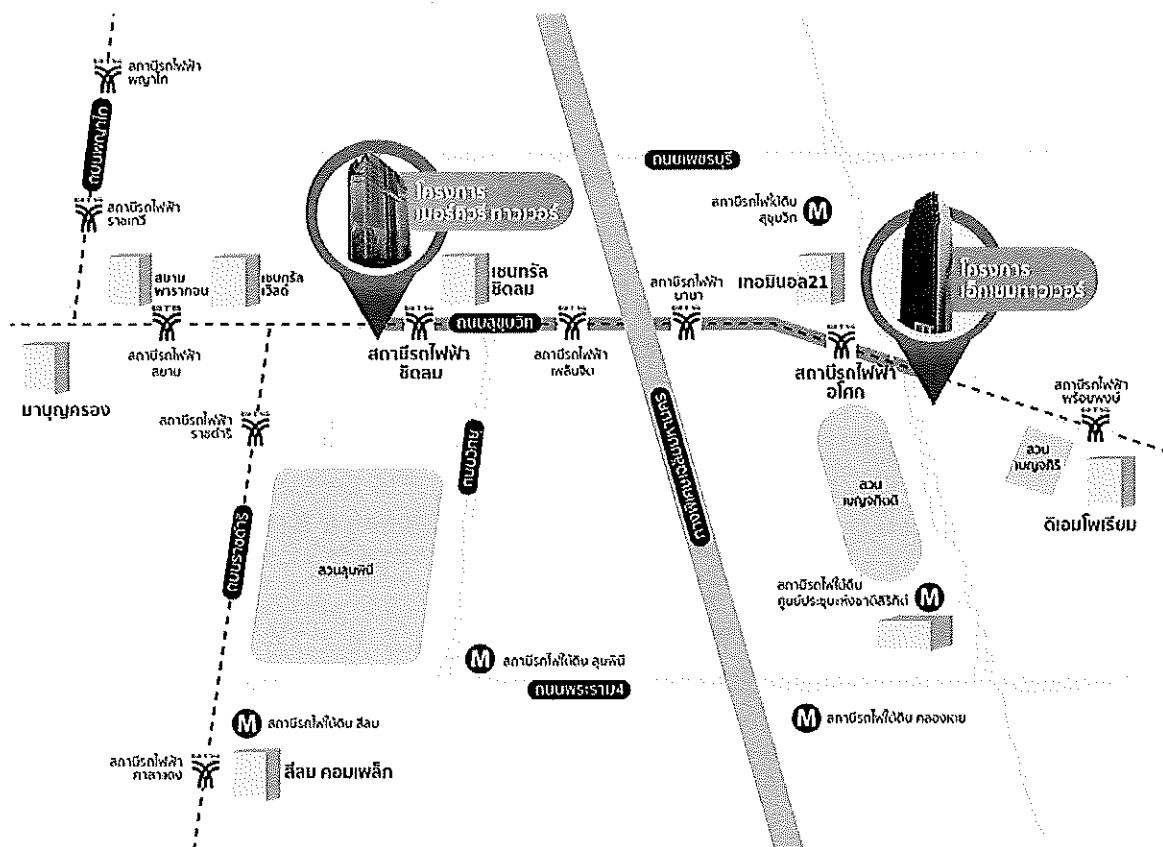 สถานีรถไฟฟ้า
พญาไท
ถนนพญาไท
สถานีรถไฟฟ้า
ราชเทวี
โครงการ
เมอร์คิวรี่ ทาวเวอร์
ถนนเพชรบุรี
สถานีรถไฟใต้ดิน
สุขุมวิท
M
สยาม
พารากอน
เซนทรัล
เวิลด์
เซนทรัล
ชิดลม
สถานีรถไฟฟ้า
นานา
เทอมินอล21
โครงการ
เอ็กเชนทาวเวอร์
ถนนสุขุมวิท
สถานีรถไฟฟ้า
สยาม
สถานีรถไฟฟ้า
ชิดลม
สถานีรถไฟฟ้า
เพลินจิต
สถานีรถไฟฟ้า
อโศก
สถานีรถไฟฟ้า
พร้อมพงษ์
มาบุญครอง
สถานีรถไฟฟ้า
ราชดำริ
สวน
เบญจกิติ
สวน
เบญจสิริ
ดิเอมโพเรียม
ถนนราชดำริ
สวนลุมพินี
สถานีรถไฟใต้ดิน
ศูนย์ประชุมแห่งชาติสิริกิติ์
M
M
สถานีรถไฟใต้ดิน ลุมพินี
ถนนพระราม4
M
สถานีรถไฟใต้ดิน สีลม
M
สถานีรถไฟใต้ดิน คลองเตย
สถานีรถไฟฟ้า
ศาลาแดง
สีลม คอมเพล็ก